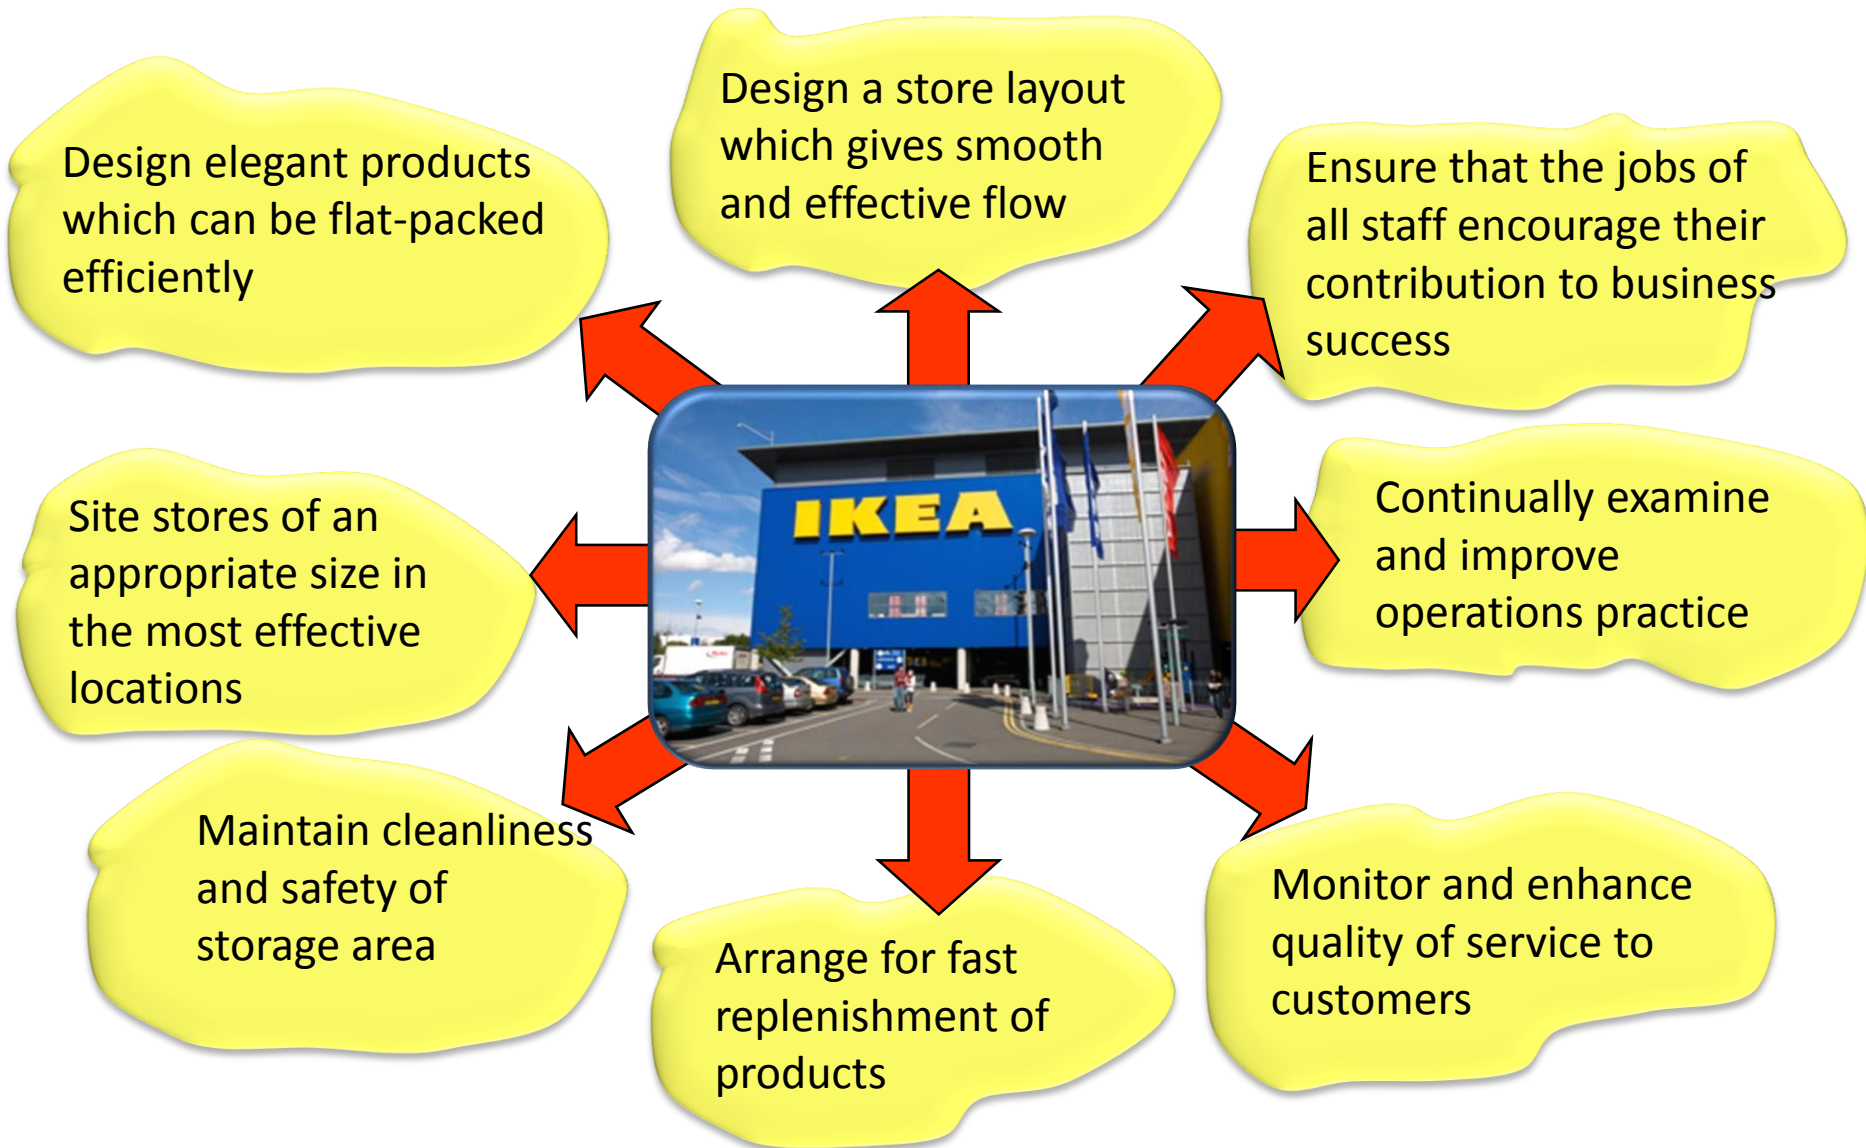 Design a store layout
which gives smooth
and effective flow
Design elegant products
which can be flat-packed
efficiently
Ensure that the jobs of
all staff encourage their
contribution to business
success
IKEA
Site stores of an
appropriate size in
the most effective
locations
Continually examine
and improve
operations practice
Maintain cleanliness
and safety of
storage area
Arrange for fast
replenishment of
products
Monitor and enhance
quality of service to
customers